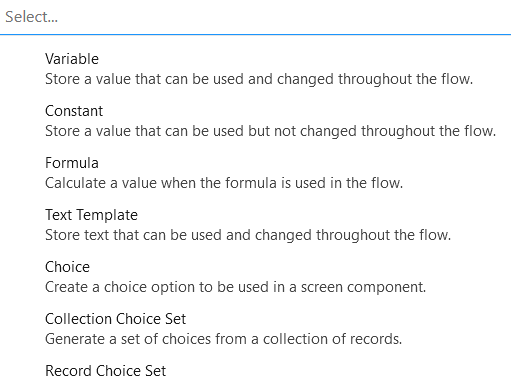 Select...
Variable
Store a value that can be used and changed throughout the flow.
Constant
Store a value that can be used but not changed throughout the flow.
Formula
Calculate a value when the formula is used in the flow.
Text Template
Store text that can be used and changed throughout the flow.
Choice
Create a choice option to be used in a screen component.
Collection Choice Set
Generate a set of choices from a collection of records.
Record Choice Set